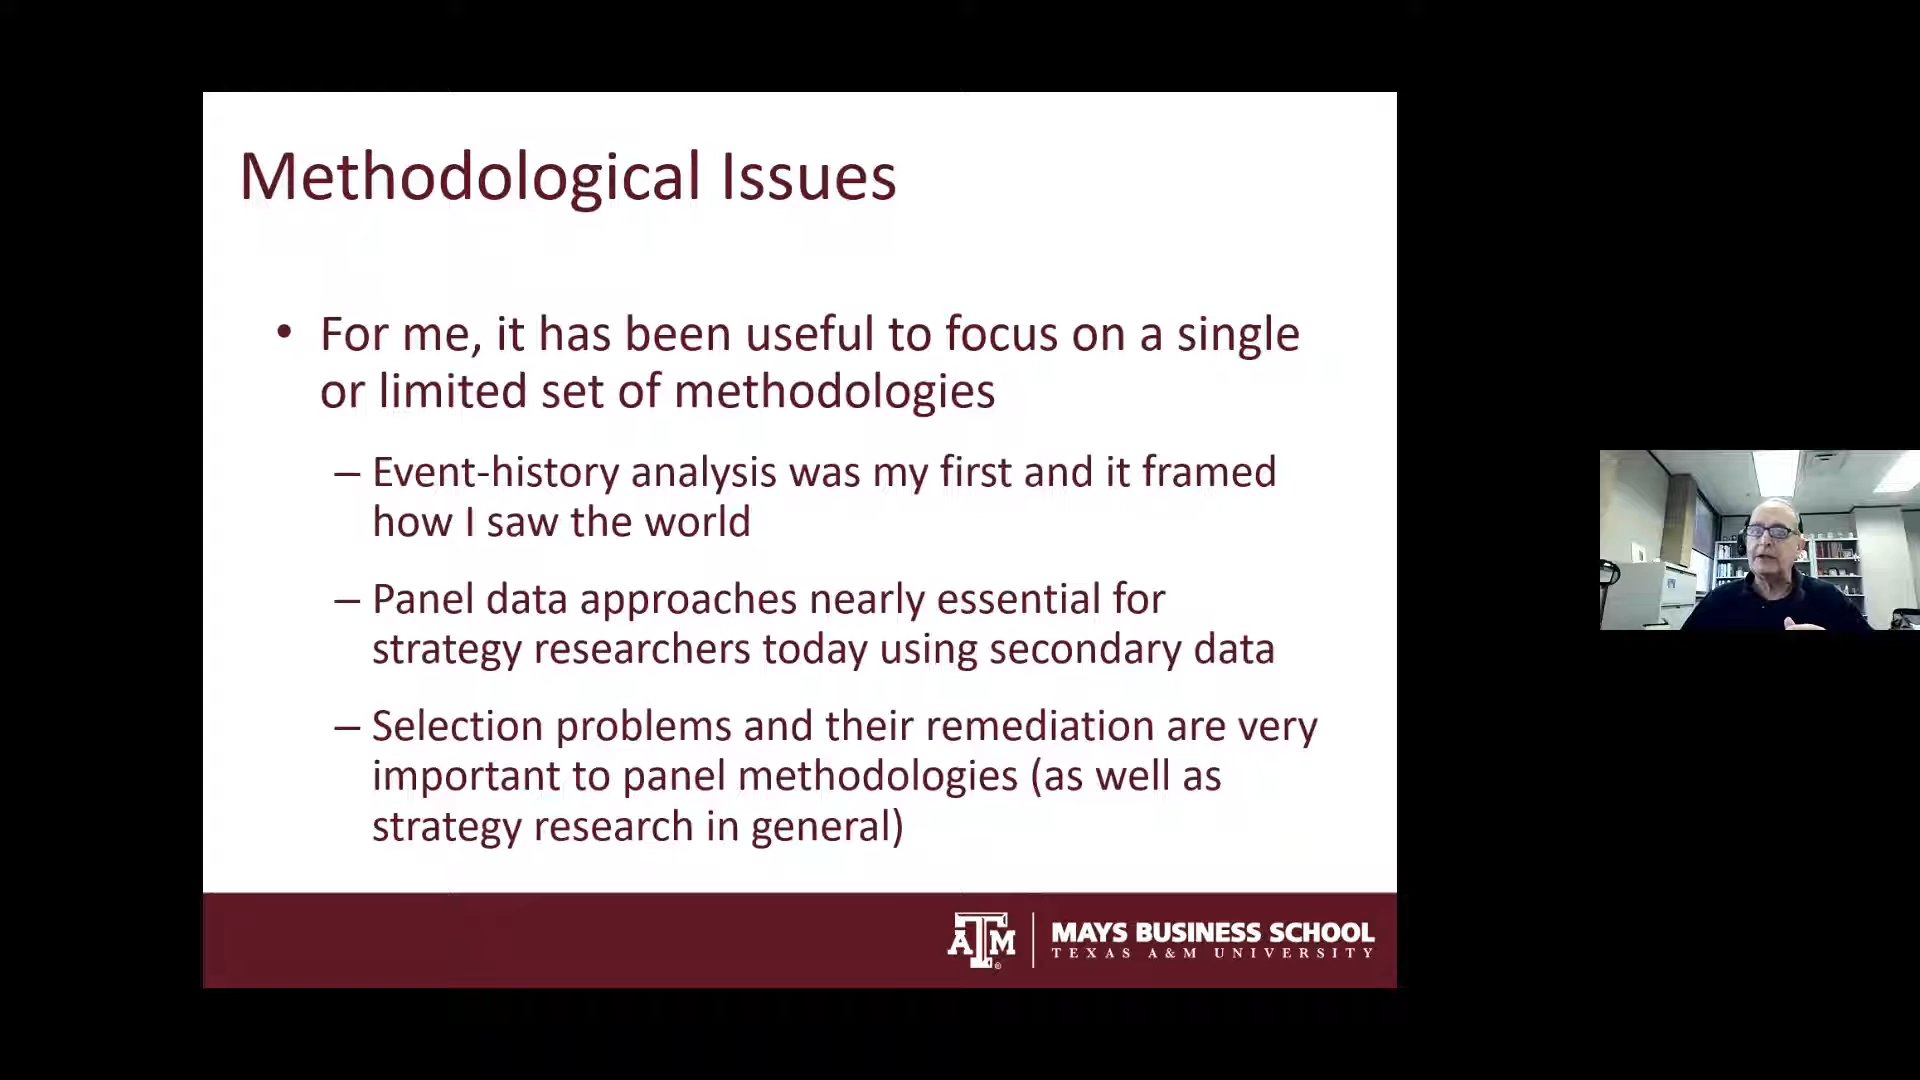 Methodological Issues
• For me, it has been useful to focus on a single
or limited set of methodologies
– Event-history analysis was my first and it framed
how I saw the world
– Panel data approaches nearly essential for
strategy researchers today using secondary data
– Selection problems and their remediation are very
important to panel methodologies (as well as
strategy research in general)
ATM ® MAYS BUSINESS SCHOOL
TEXAS A&M UNIVERSITY